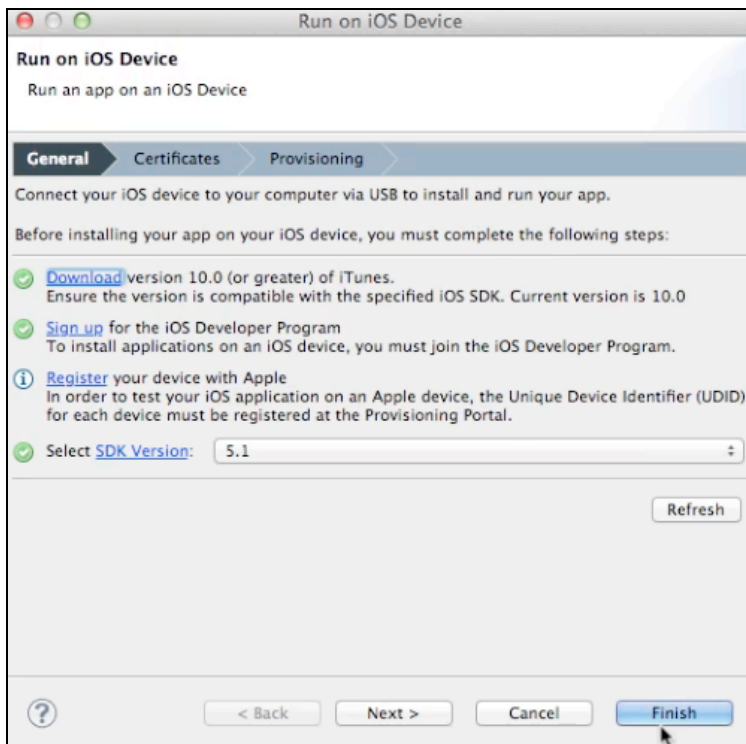 Run on iOS Device
Run on iOS Device
Run an app on an iOS Device
General Certificates Provisioning
Connect your iOS device to your computer via USB to install and run your app.
Before installing your app on your iOS device, you must complete the following steps:
Download version 10.0 (or greater) of iTunes.
Ensure the version is compatible with the specified iOS SDK. Current version is 10.0
Sign up for the iOS Developer Program
To install applications on an iOS device, you must join the iOS Developer Program.
Register your device with Apple
In order to test your iOS application on an Apple device, the Unique Device Identifier (UDID)
for each device must be registered at the Provisioning Portal.
Select SDK Version: 5.1
Refresh
? < Back Next > Cancel Finish